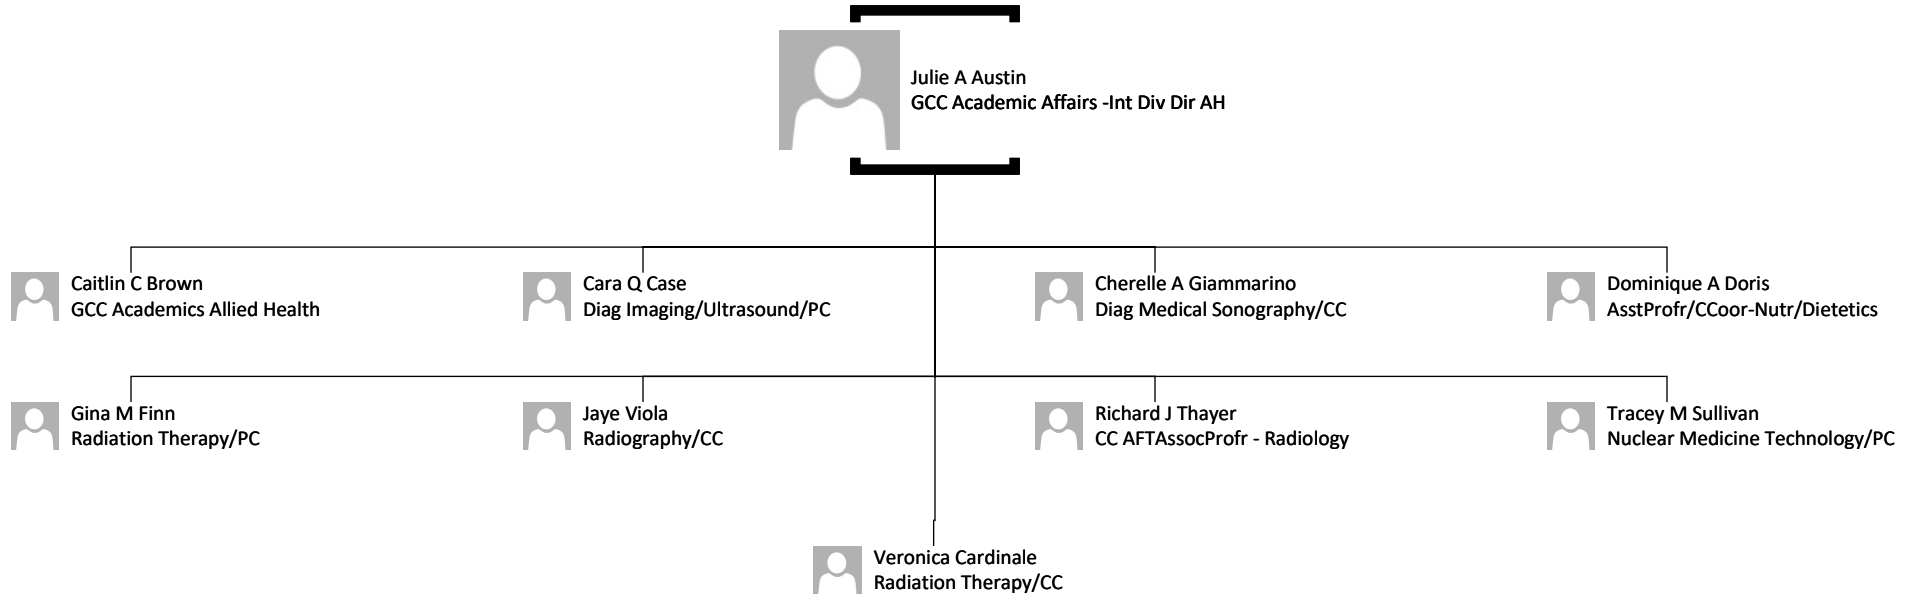 Julie A Austin
GCC Academic Affairs -Int Div Dir AH
Caitlin C Brown
GCC Academics Allied Health
Cara Q Case
Diag Imaging/Ultrasound/PC
Cherelle A Giammarino
Diag Medical Sonography/CC
Dominique A Doris
AsstProfr/CCoor-Nutr/Dietetics
Gina M Finn
Radiation Therapy/PC
Jaye Viola
Radiography/CC
Richard J Thayer
CC AFTAssocProfr - Radiology
Tracey M Sullivan
Nuclear Medicine Technology/PC
Veronica Cardinale
Radiation Therapy/CC